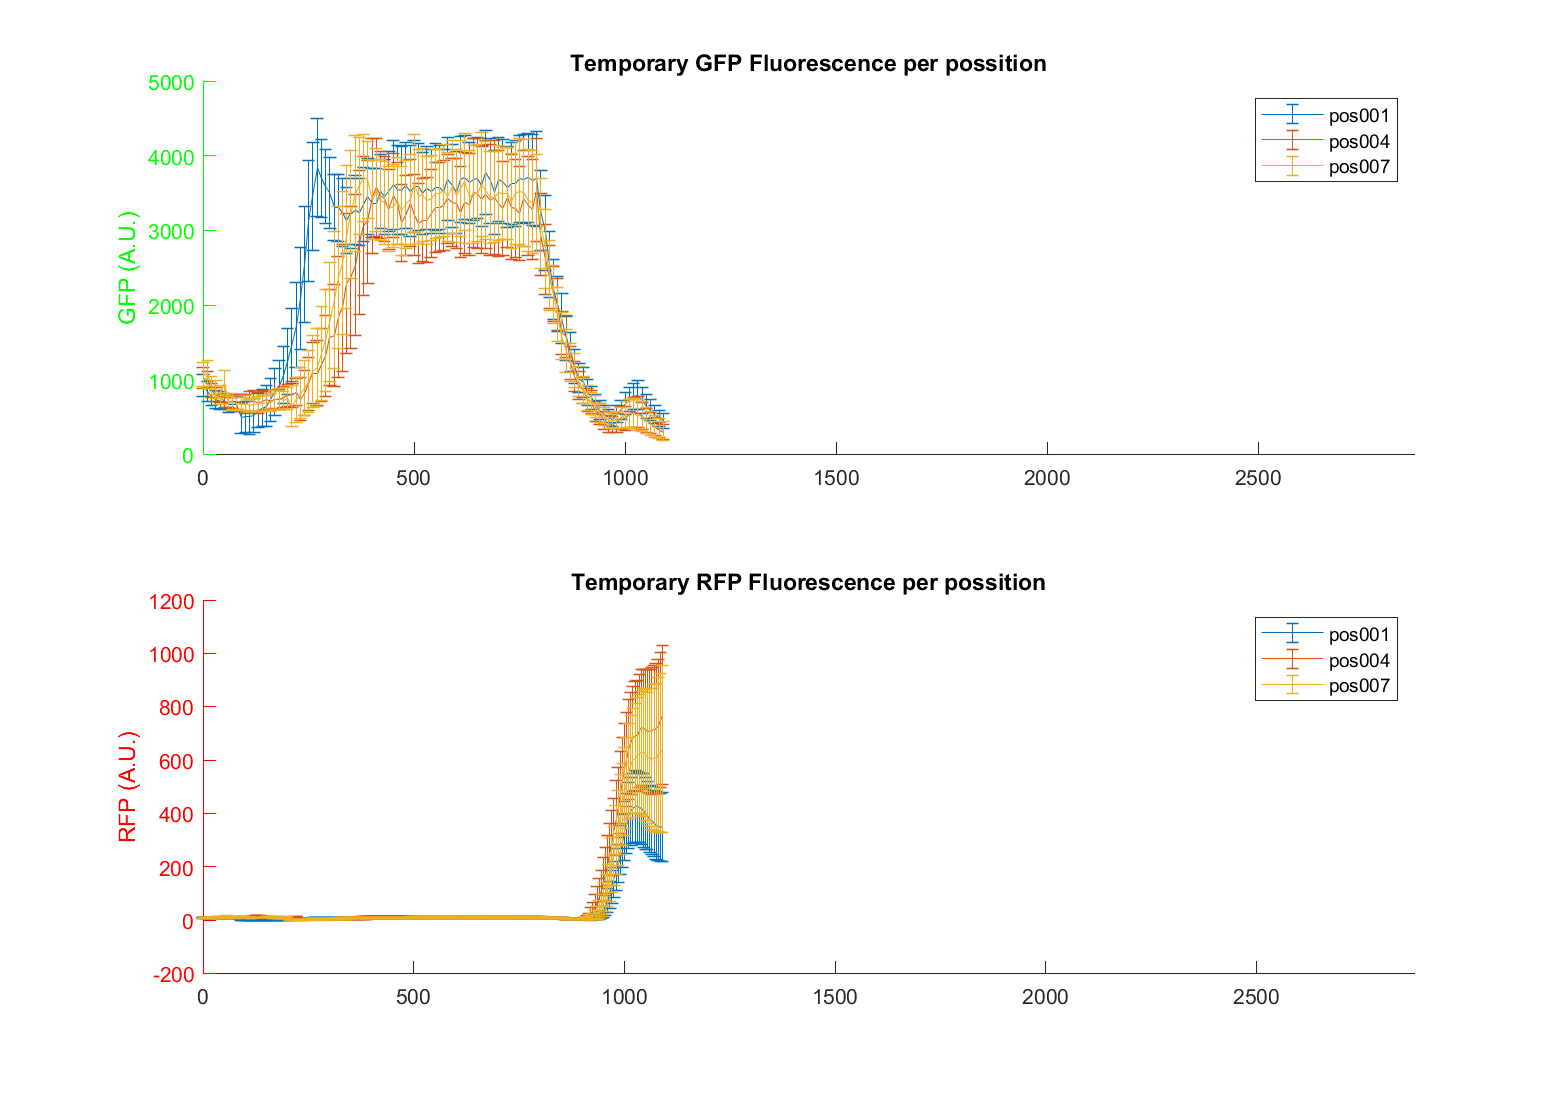 Temporary GFP Fluorescence per possition
5000
4000
3000
2000
1000
0
GFP (A.U.)
pos001
pos004
pos007
0 500 1000 1500 2000 2500
Temporary RFP Fluorescence per possition
1200
1000
800
600
400
200
0
-200
RFP (A.U.)
pos001
pos004
pos007
0 500 1000 1500 2000 2500